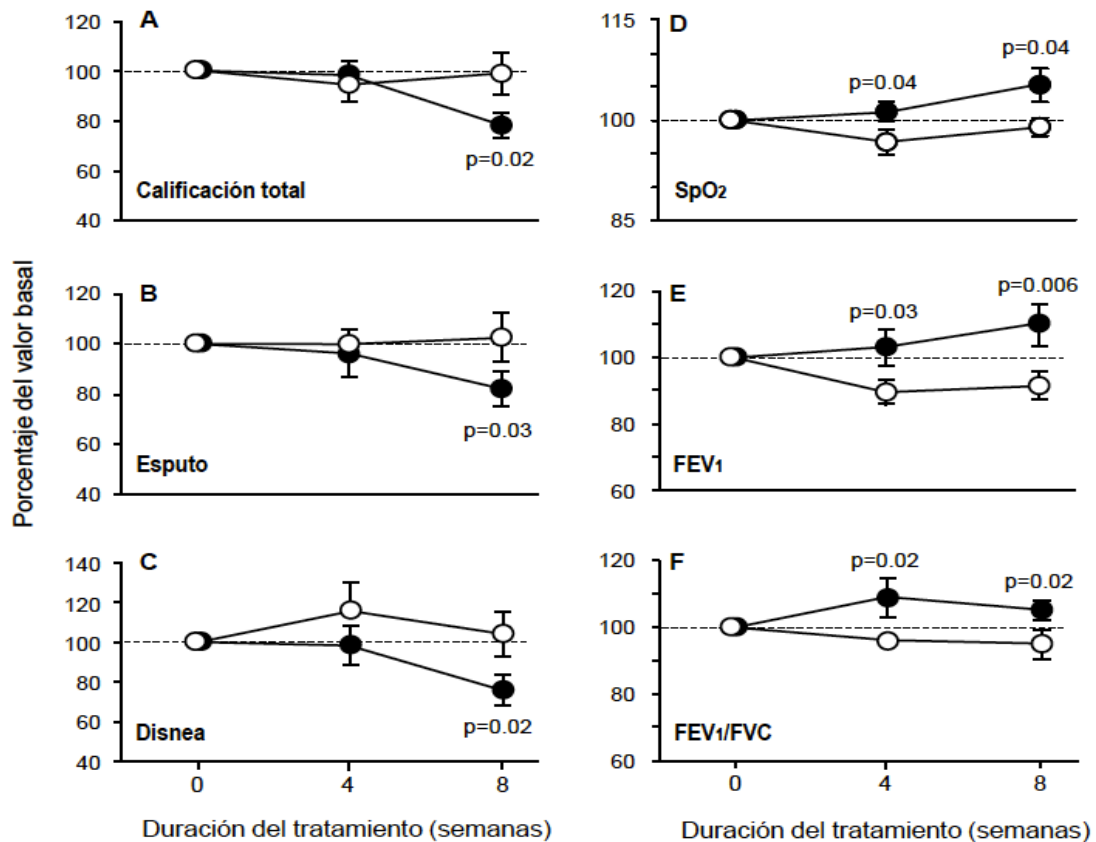 Porcentaje del valor basal
A
120
100
80
60
40
p=0.02
Calificación total
B
120
100
80
60
40
p=0.03
Esputo
C
140
120
100
80
60
40
p=0.02
Disnea
0 4 8
Duración del tratamiento (semanas)
D
115
100
85
p=0.04
p=0.04
SpO₂
E
120
100
80
60
p=0.03
p=0.006
FEV₁
F
120
100
80
60
p=0.02
p=0.02
FEV₁/FVC
0 4 8
Duración del tratamiento (semanas)